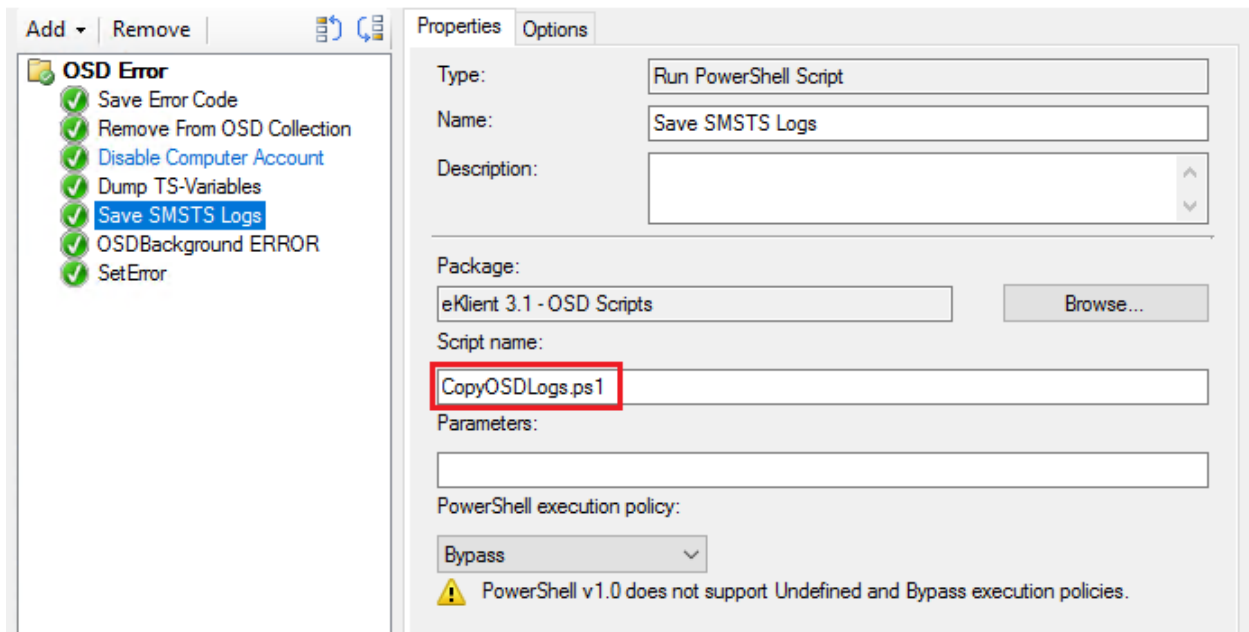 Add
Remove
OSD Error
Save Error Code
Remove From OSD Collection
Disable Computer Account
Dump TS-Variables
Save SMSTS Logs
OSDBackground ERROR
SetError
Properties
Options
Type:
Run PowerShell Script
Name:
Save SMSTS Logs
Description:
Package:
eKlient 3.1 - OSD Scripts
Browse...
Script name:
CopyOSDLogs.ps1
Parameters:
PowerShell execution policy:
Bypass
PowerShell v1.0 does not support Undefined and Bypass execution policies.